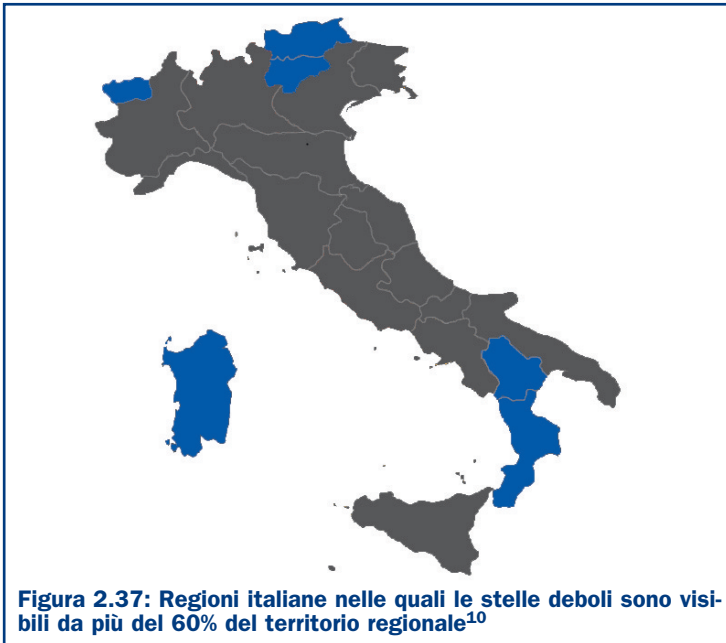 Figura 2.37: Regioni italiane nelle quali le stelle deboli sono visi-
bili da più del 60% del territorio regionale¹⁰